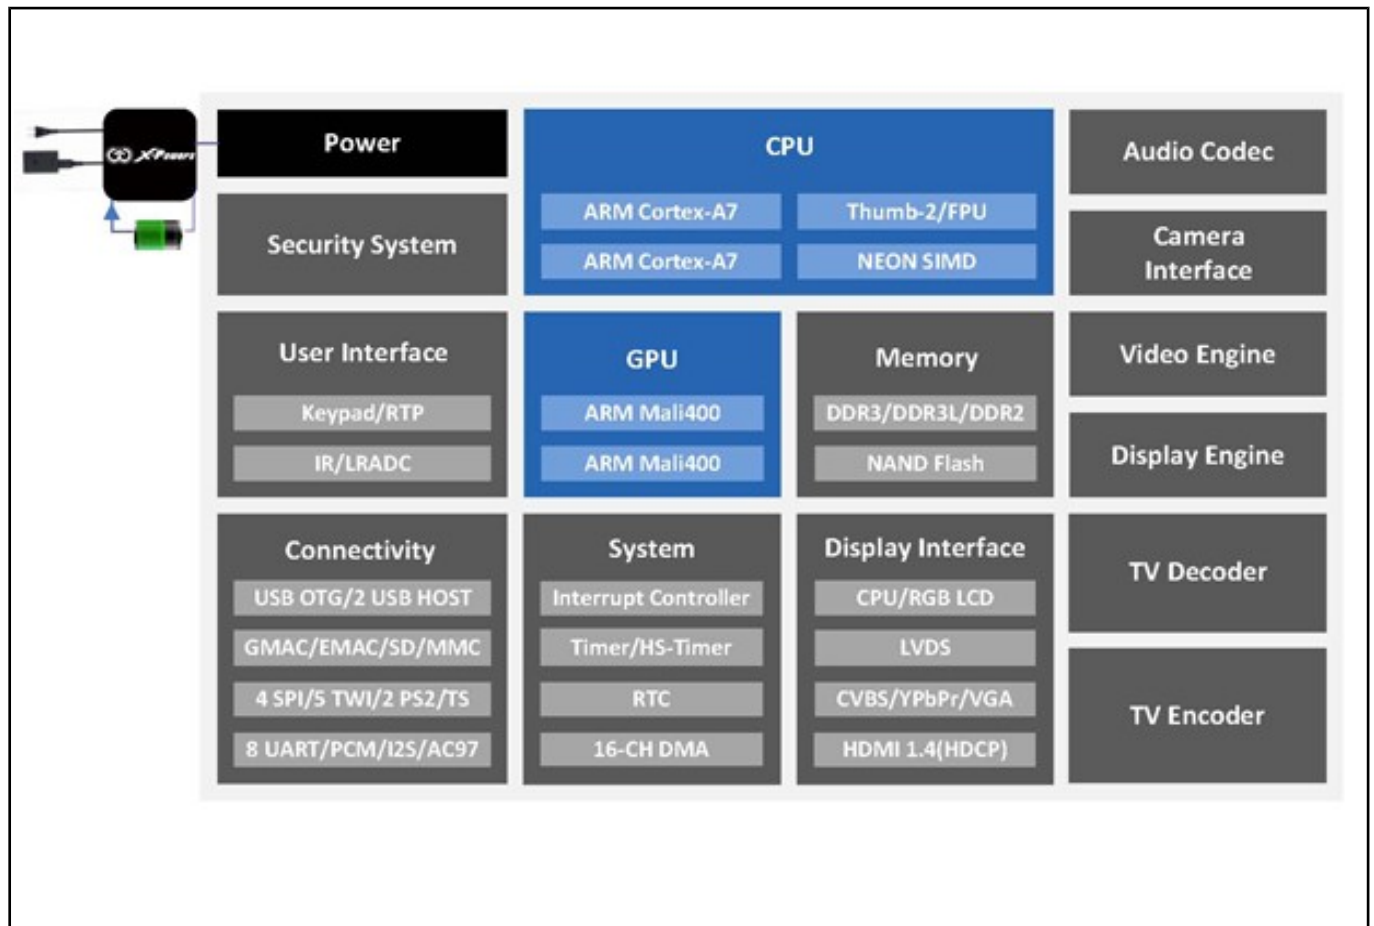 X-Powers
Power
Security System
CPU
ARM Cortex-A7
Thumb-2/FPU
ARM Cortex-A7
NEON SIMD
Audio Codec
Camera
Interface
User Interface
Keypad/RTP
IR/LRADC
GPU
ARM Mali400
ARM Mali400
Memory
DDR3/DDR3L/DDR2
NAND Flash
Video Engine
Display Engine
Connectivity
USB OTG/2 USB HOST
GMAC/EMAC/SD/MMC
4 SPI/5 TWI/2 PS2/TS
8 UART/PCM/I2S/AC97
System
Interrupt Controller
Timer/HS-Timer
RTC
16-CH DMA
Display Interface
CPU/RGB LCD
LVDS
CVBS/YPbPr/VGA
HDMI 1.4(HDCP)
TV Decoder
TV Encoder